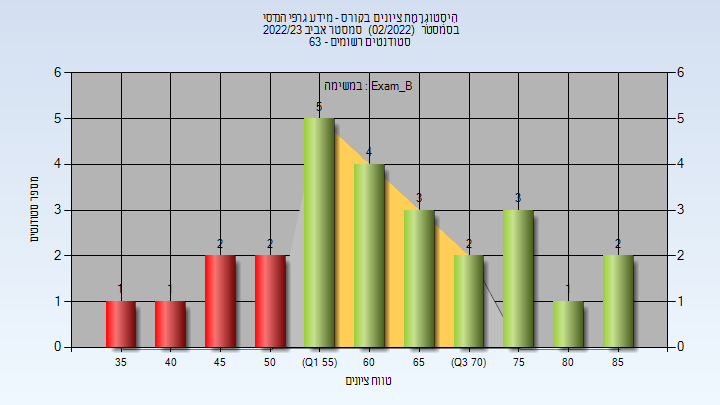 היסטוגרמת ציונים בקורס - מידע גרפי הנדסי
בסמסטר (02/2022) סמסטר אביב 2022/23
סטודנטים רשומים - 63
במשימה : Exam_B
מספר סטודנטים
6 6
5 5
4 4
3 3
2 2
1 1
0 0
1 1 2 2 5 4 3 2 3 1 2
35 40 45 50 (Q1 55) 60 65 (Q3 70) 75 80 85
טווח ציונים